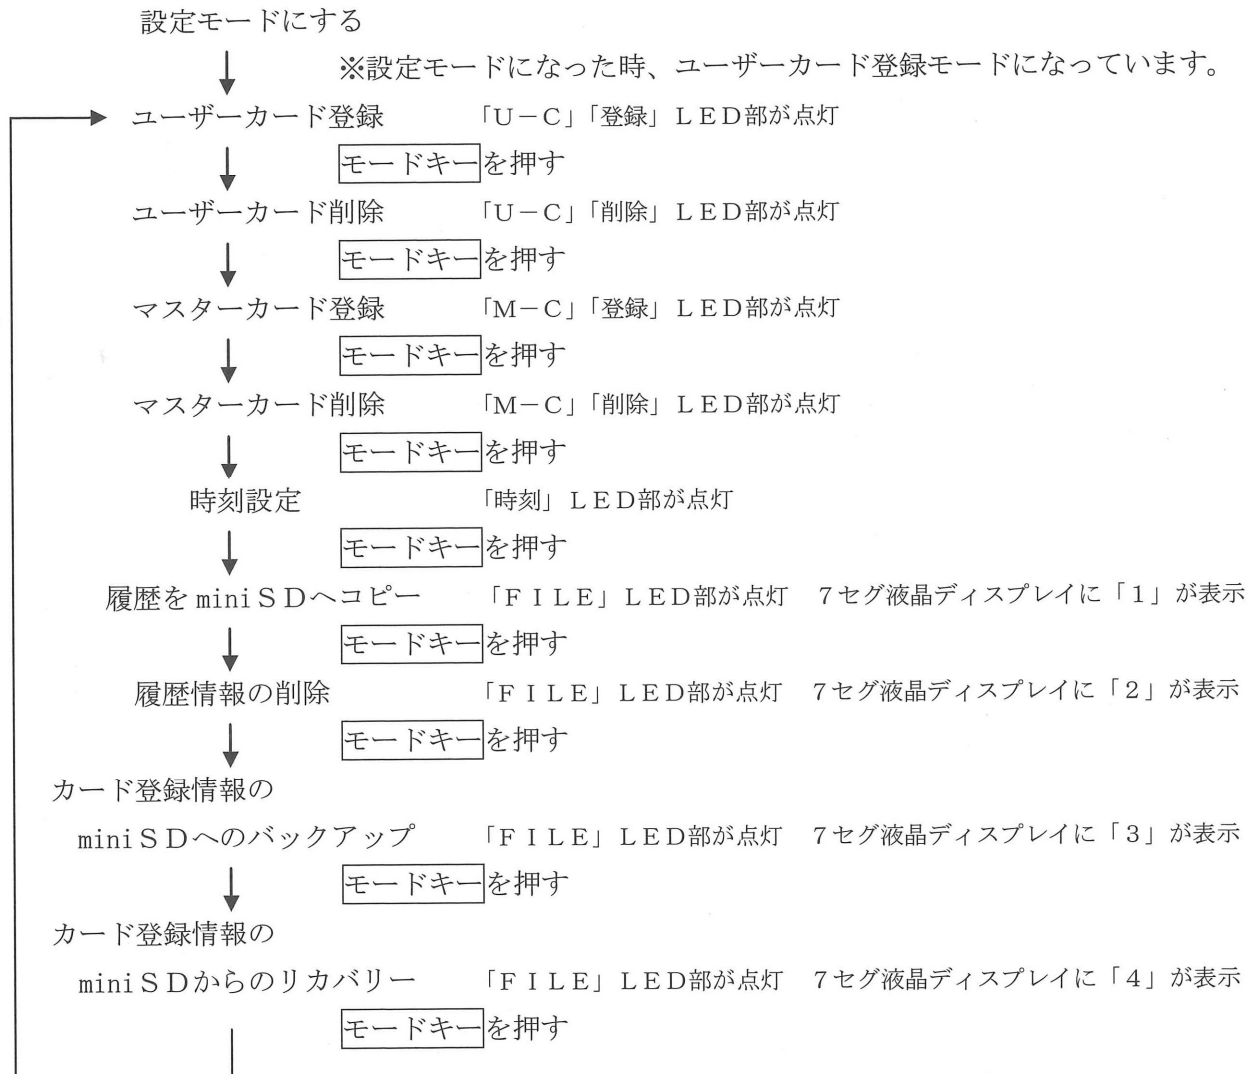 設定モードにする
※設定モードになった時、ユーザーカード登録モードになっています。
ユーザーカード登録 「U－C」「登録」LED部が点灯
モードキーを押す
ユーザーカード削除 「U－C」「削除」LED部が点灯
モードキーを押す
マスターカード登録 「M－C」「登録」LED部が点灯
モードキーを押す
マスターカード削除 「M－C」「削除」LED部が点灯
モードキーを押す
時刻設定 「時刻」LED部が点灯
モードキーを押す
履歴をminiSDへコピー 「FILE」LED部が点灯 7セグ液晶ディスプレイに「1」が表示
モードキーを押す
履歴情報の削除 「FILE」LED部が点灯 7セグ液晶ディスプレイに「2」が表示
モードキーを押す
カード登録情報の
miniSDへのバックアップ 「FILE」LED部が点灯 7セグ液晶ディスプレイに「3」が表示
モードキーを押す
カード登録情報の
miniSDからのリカバリー 「FILE」LED部が点灯 7セグ液晶ディスプレイに「4」が表示
モードキーを押す